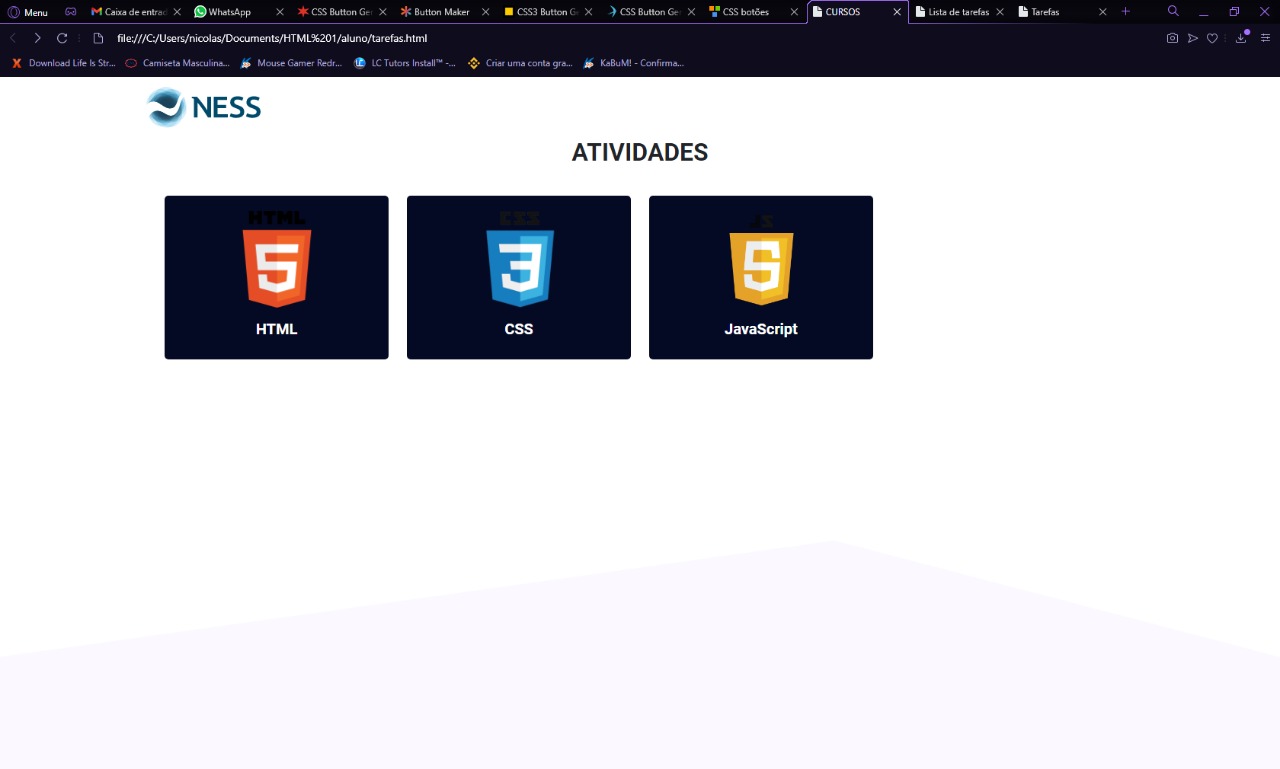 Menu
Caixa de entrad
WhatsApp
CSS Button Ge
Button Maker
CSS3 Button G
CSS Button Ge
CSS botões
CURSOS
Lista de tarefas
Tarefas
file:///C:/Users/nicolas/Documents/HTML%201/aluno/tarefas.html
Download Life Is Str...
Camiseta Masculina...
Mouse Gamer Redr...
LC Tutors Install™ -...
Criar uma conta gra...
KaBuM! - Confirma...
NESS
ATIVIDADES
HTML
5
CSS
3
JS
5
HTML
CSS
JavaScript